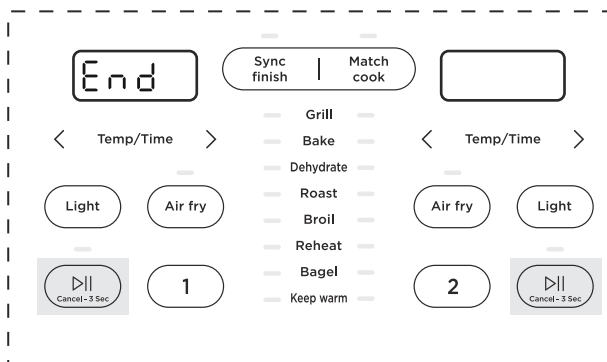 End
Sync finish
Match cook
Grill
Temp/Time
Bake
Temp/Time
Dehydrate
Roast
Light
Air fry
Broil
Air fry
Light
Reheat
Bagel
Cancel - 3 Sec
1
Keep warm
2
Cancel - 3 Sec